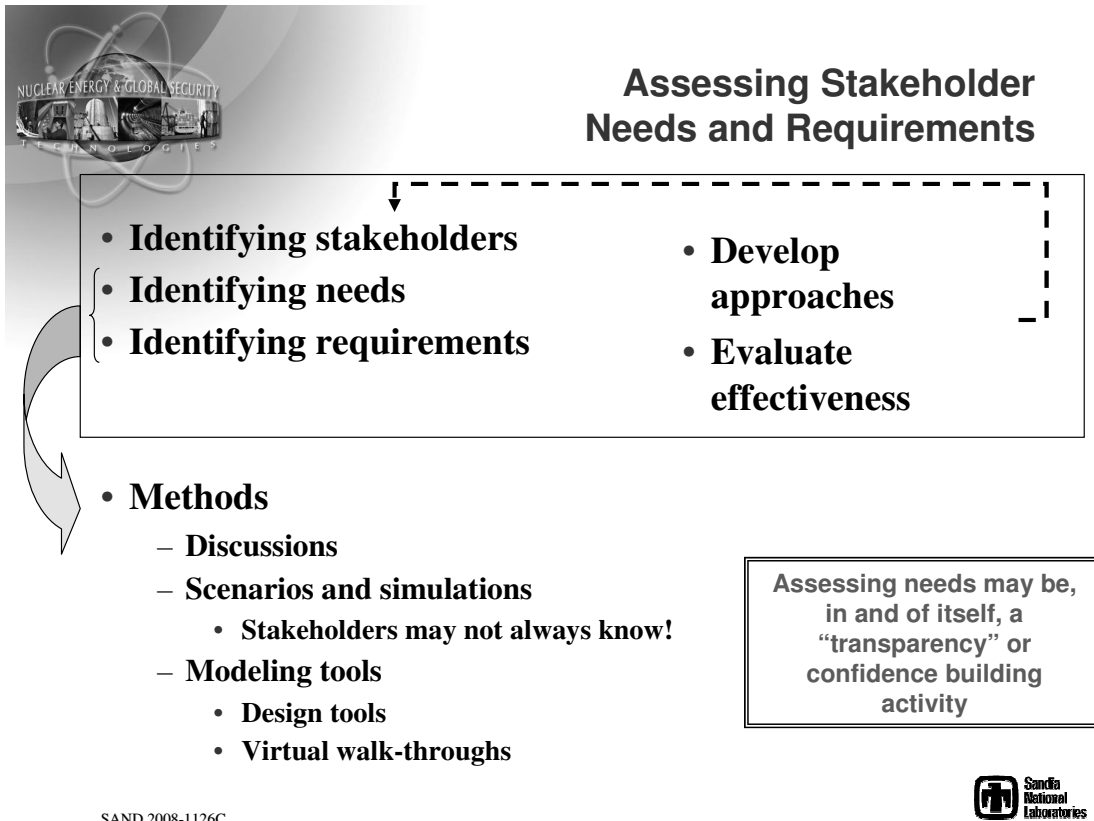 NUCLEAR ENERGY & GLOBAL SECURITY
TECHNOLOGIES
Assessing Stakeholder
Needs and Requirements
• Identifying stakeholders
• Identifying needs
• Identifying requirements
• Develop
approaches
• Evaluate
effectiveness
• Methods
– Discussions
– Scenarios and simulations
• Stakeholders may not always know!
– Modeling tools
• Design tools
• Virtual walk-throughs
Assessing needs may be,
in and of itself, a
“transparency” or
confidence building
activity
SAND 2008-1126C
Sandia
National
Laboratories